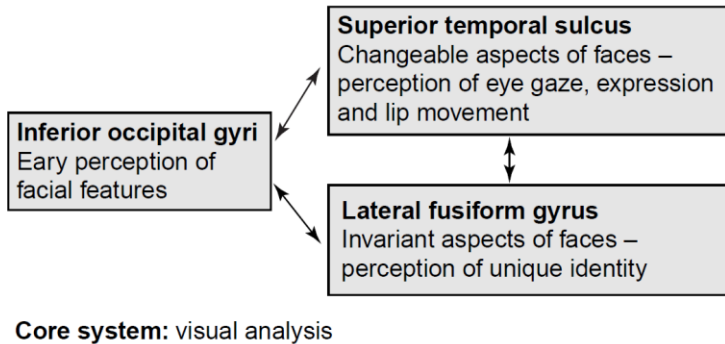 Superior temporal sulcus
Changeable aspects of faces –
perception of eye gaze, expression
and lip movement
Inferior occipital gyri
Eary perception of
facial features
Lateral fusiform gyrus
Invariant aspects of faces –
perception of unique identity
Core system: visual analysis